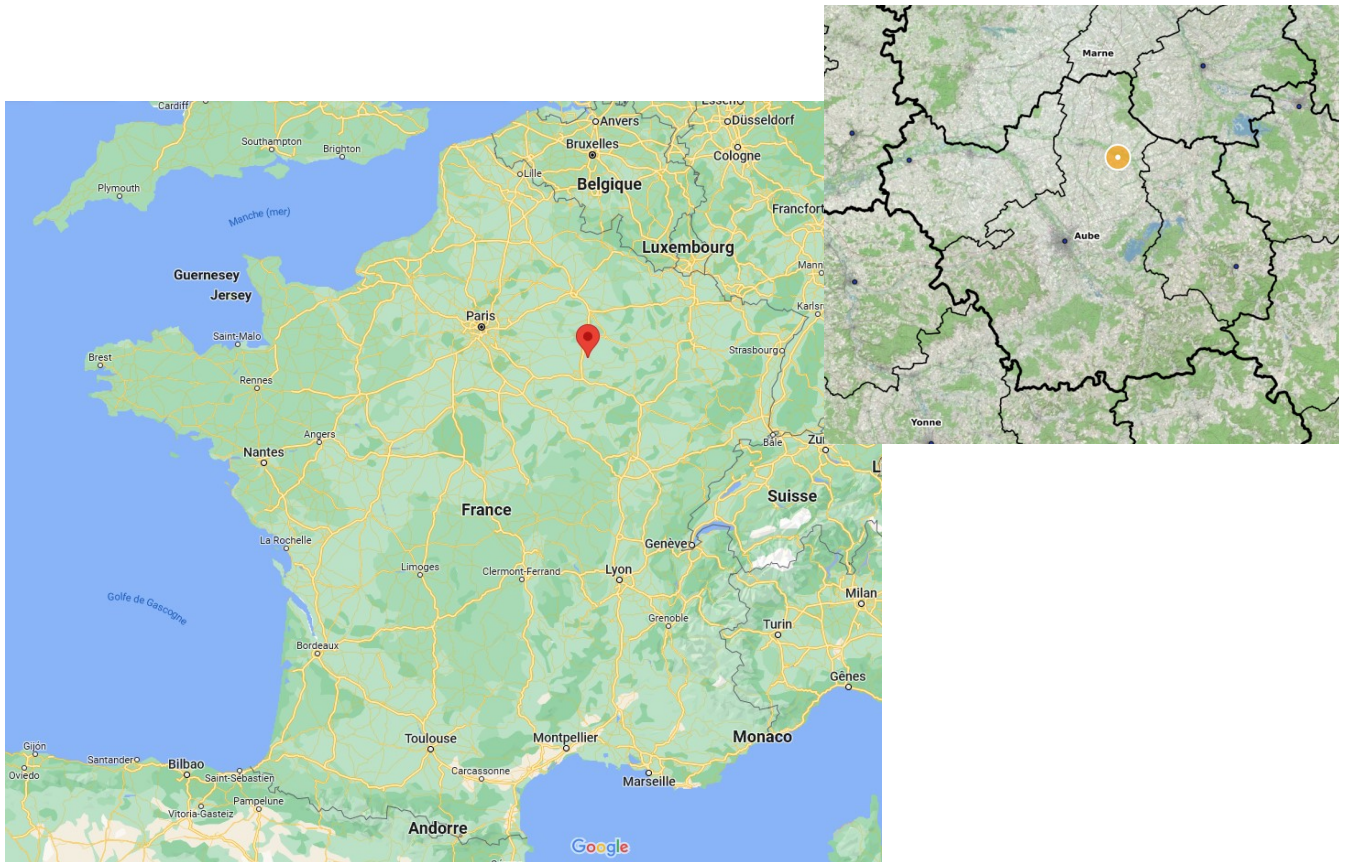 Marne
Aube
Yonne
Cardiff
Southampton
Brighton
Plymouth
Manche (mer)
Anvers
Essen
Düsseldorf
Bruxelles
Cologne
Lille
Belgique
Francfort
Luxembourg
Guernesey
Jersey
Mann
Karlsr
Paris
Saint-Malo
Strasbourg
Brest
Rennes
Angers
Nantes
Bâle
Zu
L
France
Suisse
La Rochelle
Genève
Limoges
Clermont-Ferrand
Lyon
Milan
Golfe de Gascogne
Grenoble
Turin
Bordeaux
Gênes
Gijón
Toulouse
Montpellier
Monaco
Santander
Bilbao
Saint-Sébastien
Carcassonne
Marseille
Oviedo
Vitoria-Gasteiz
Pampelune
Andorre
Google